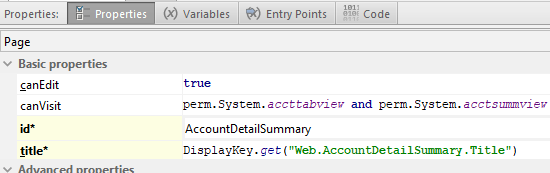 Properties: Properties (x) Variables Entry Points Code
Page
Basic properties
canEdit true
canVisit perm.System.accttabview and perm.System.acctsummview
id* AccountDetailSummary
title* DisplayKey.get("Web.AccountDetailSummary.Title")
Advanced properties